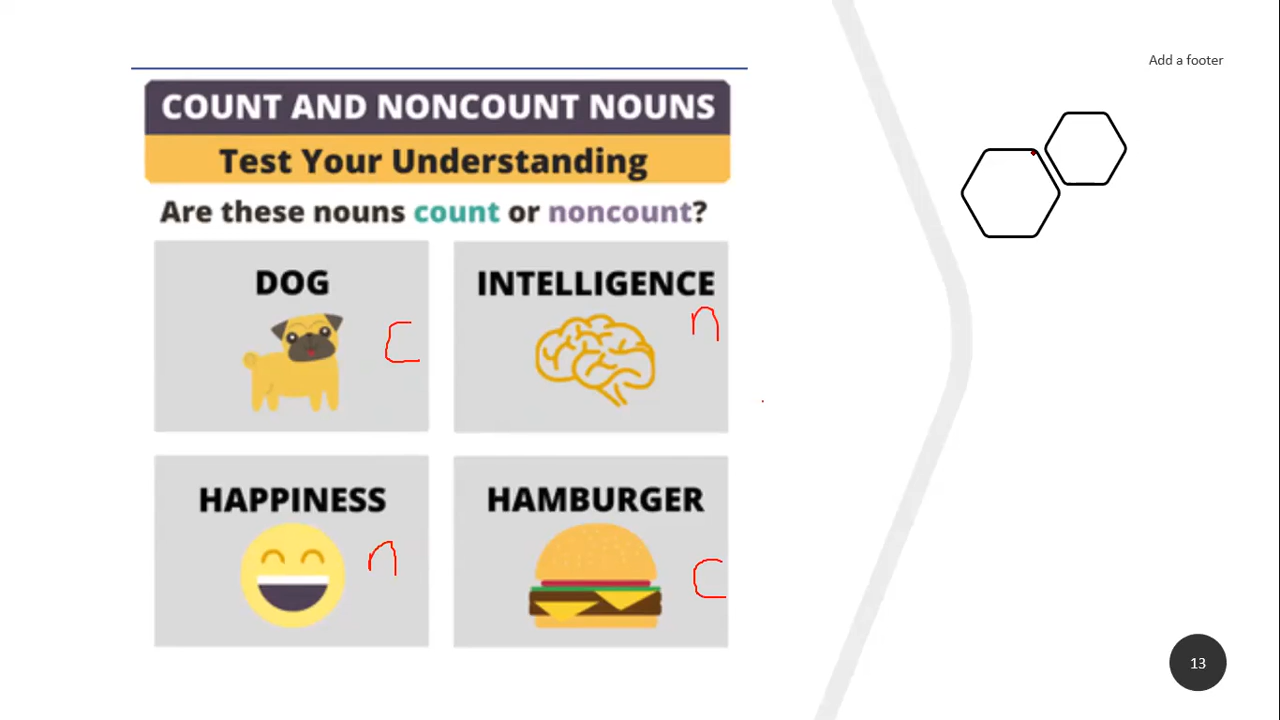 Add a footer
COUNT AND NONCOUNT NOUNS
Test Your Understanding
Are these nouns count or noncount?
DOG
C
INTELLIGENCE
n
HAPPINESS
n
HAMBURGER
C
13